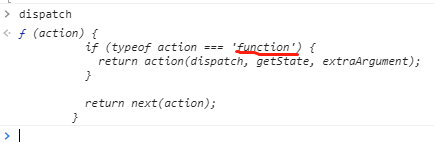 > dispatch
ƒ (action) {
if (typeof action === 'function') {
return action(dispatch, getState, extraArgument);
}
return next(action);
}
>